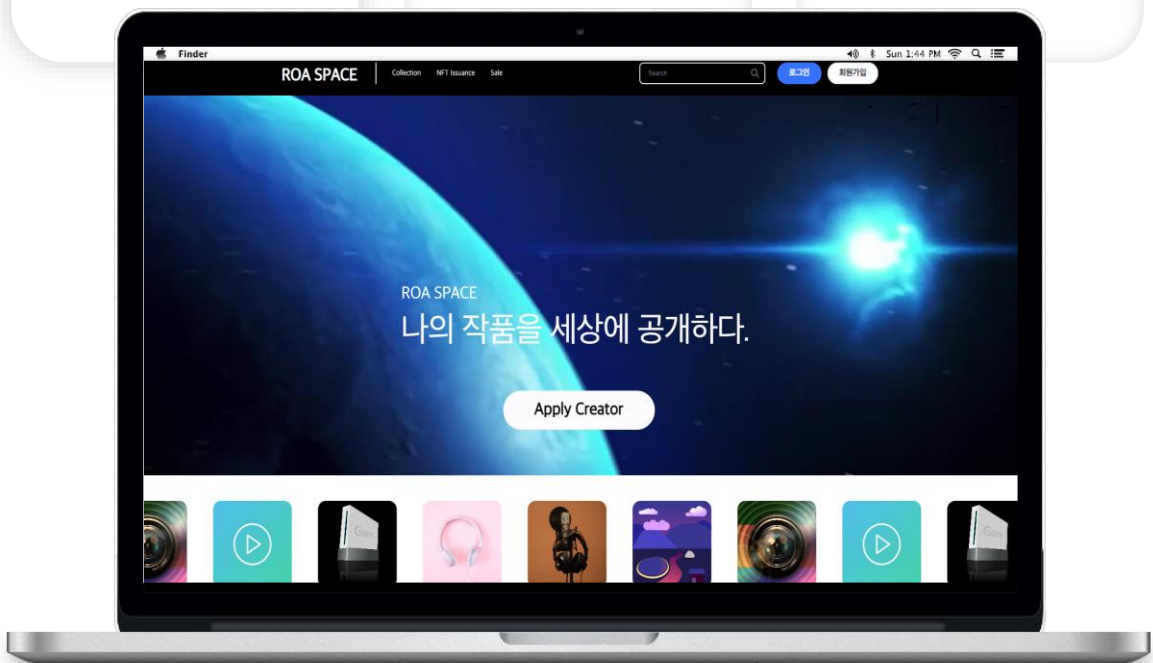 Finder
Sun 1:44 PM
ROA SPACE
Collection NFT Issuance Sale
Search
로그인
회원가입
ROA SPACE
나의 작품을 세상에 공개하다.
Apply Creator